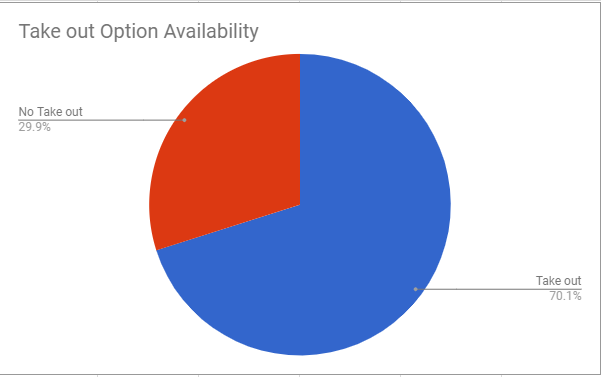 Take out Option Availability
No Take out
29.9%
Take out
70.1%